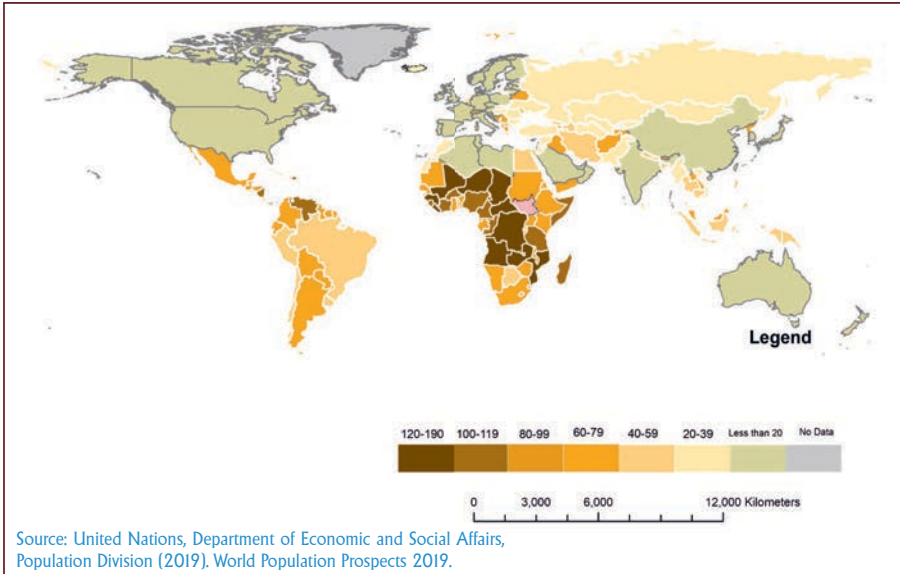 Legend
120-190 100-119 80-99 60-79 40-59 20-39 Less than 20 No Data
0 3,000 6,000 12,000 Kilometers
Source: United Nations, Department of Economic and Social Affairs,
Population Division (2019). World Population Prospects 2019.